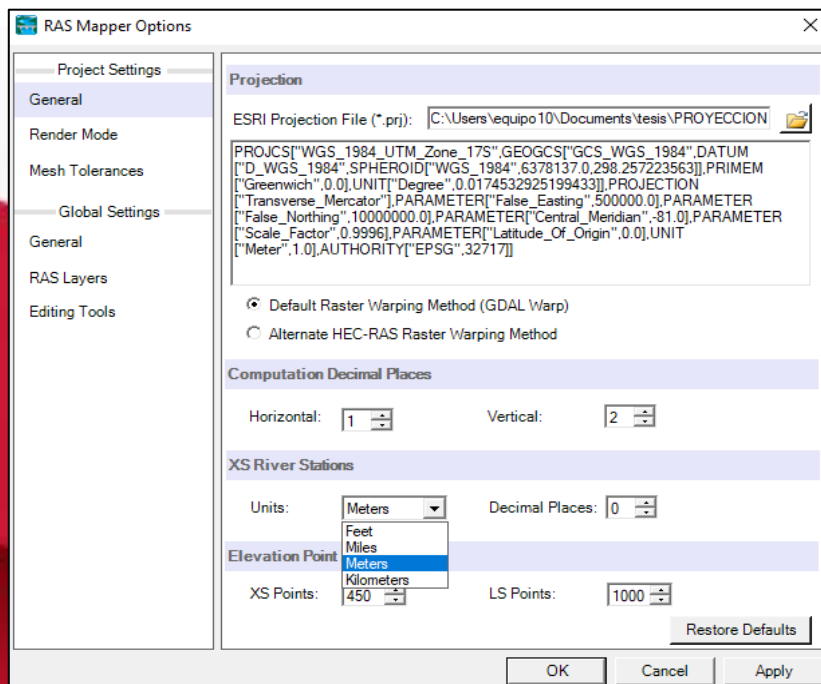 RAS Mapper Options
Project Settings
General
Render Mode
Mesh Tolerances
Global Settings
General
RAS Layers
Editing Tools
Projection
ESRI Projection File (*.prj): C:\Users\equipo10\Documents\tesis\PROYECCION
PROJCS["WGS_1984_UTM_Zone_17S",GEOGCS["GCS_WGS_1984",DATUM
["D_WGS_1984",SPHEROID["WGS_1984",6378137.0,298.257223563]],PRIMEM
["Greenwich",0.0],UNIT["Degree",0.0174532925199433]],PROJECTION
["Transverse_Mercator"],PARAMETER["False_Easting",500000.0],PARAMETER
["False_Northing",10000000.0],PARAMETER["Central_Meridian",-81.0],PARAMETER
["Scale_Factor",0.9996],PARAMETER["Latitude_Of_Origin",0.0],UNIT
["Meter",1.0],AUTHORITY["EPSG",32717]]
Default Raster Warping Method (GDAL Warp)
Alternate HEC-RAS Raster Warping Method
Computation Decimal Places
Horizontal: 1 Vertical: 2
XS River Stations
Units: Meters Decimal Places: 0
Feet
Miles
Meters
Kilometers
Elevation Point
XS Points: 450 LS Points: 1000
Restore Defaults
OK Cancel Apply